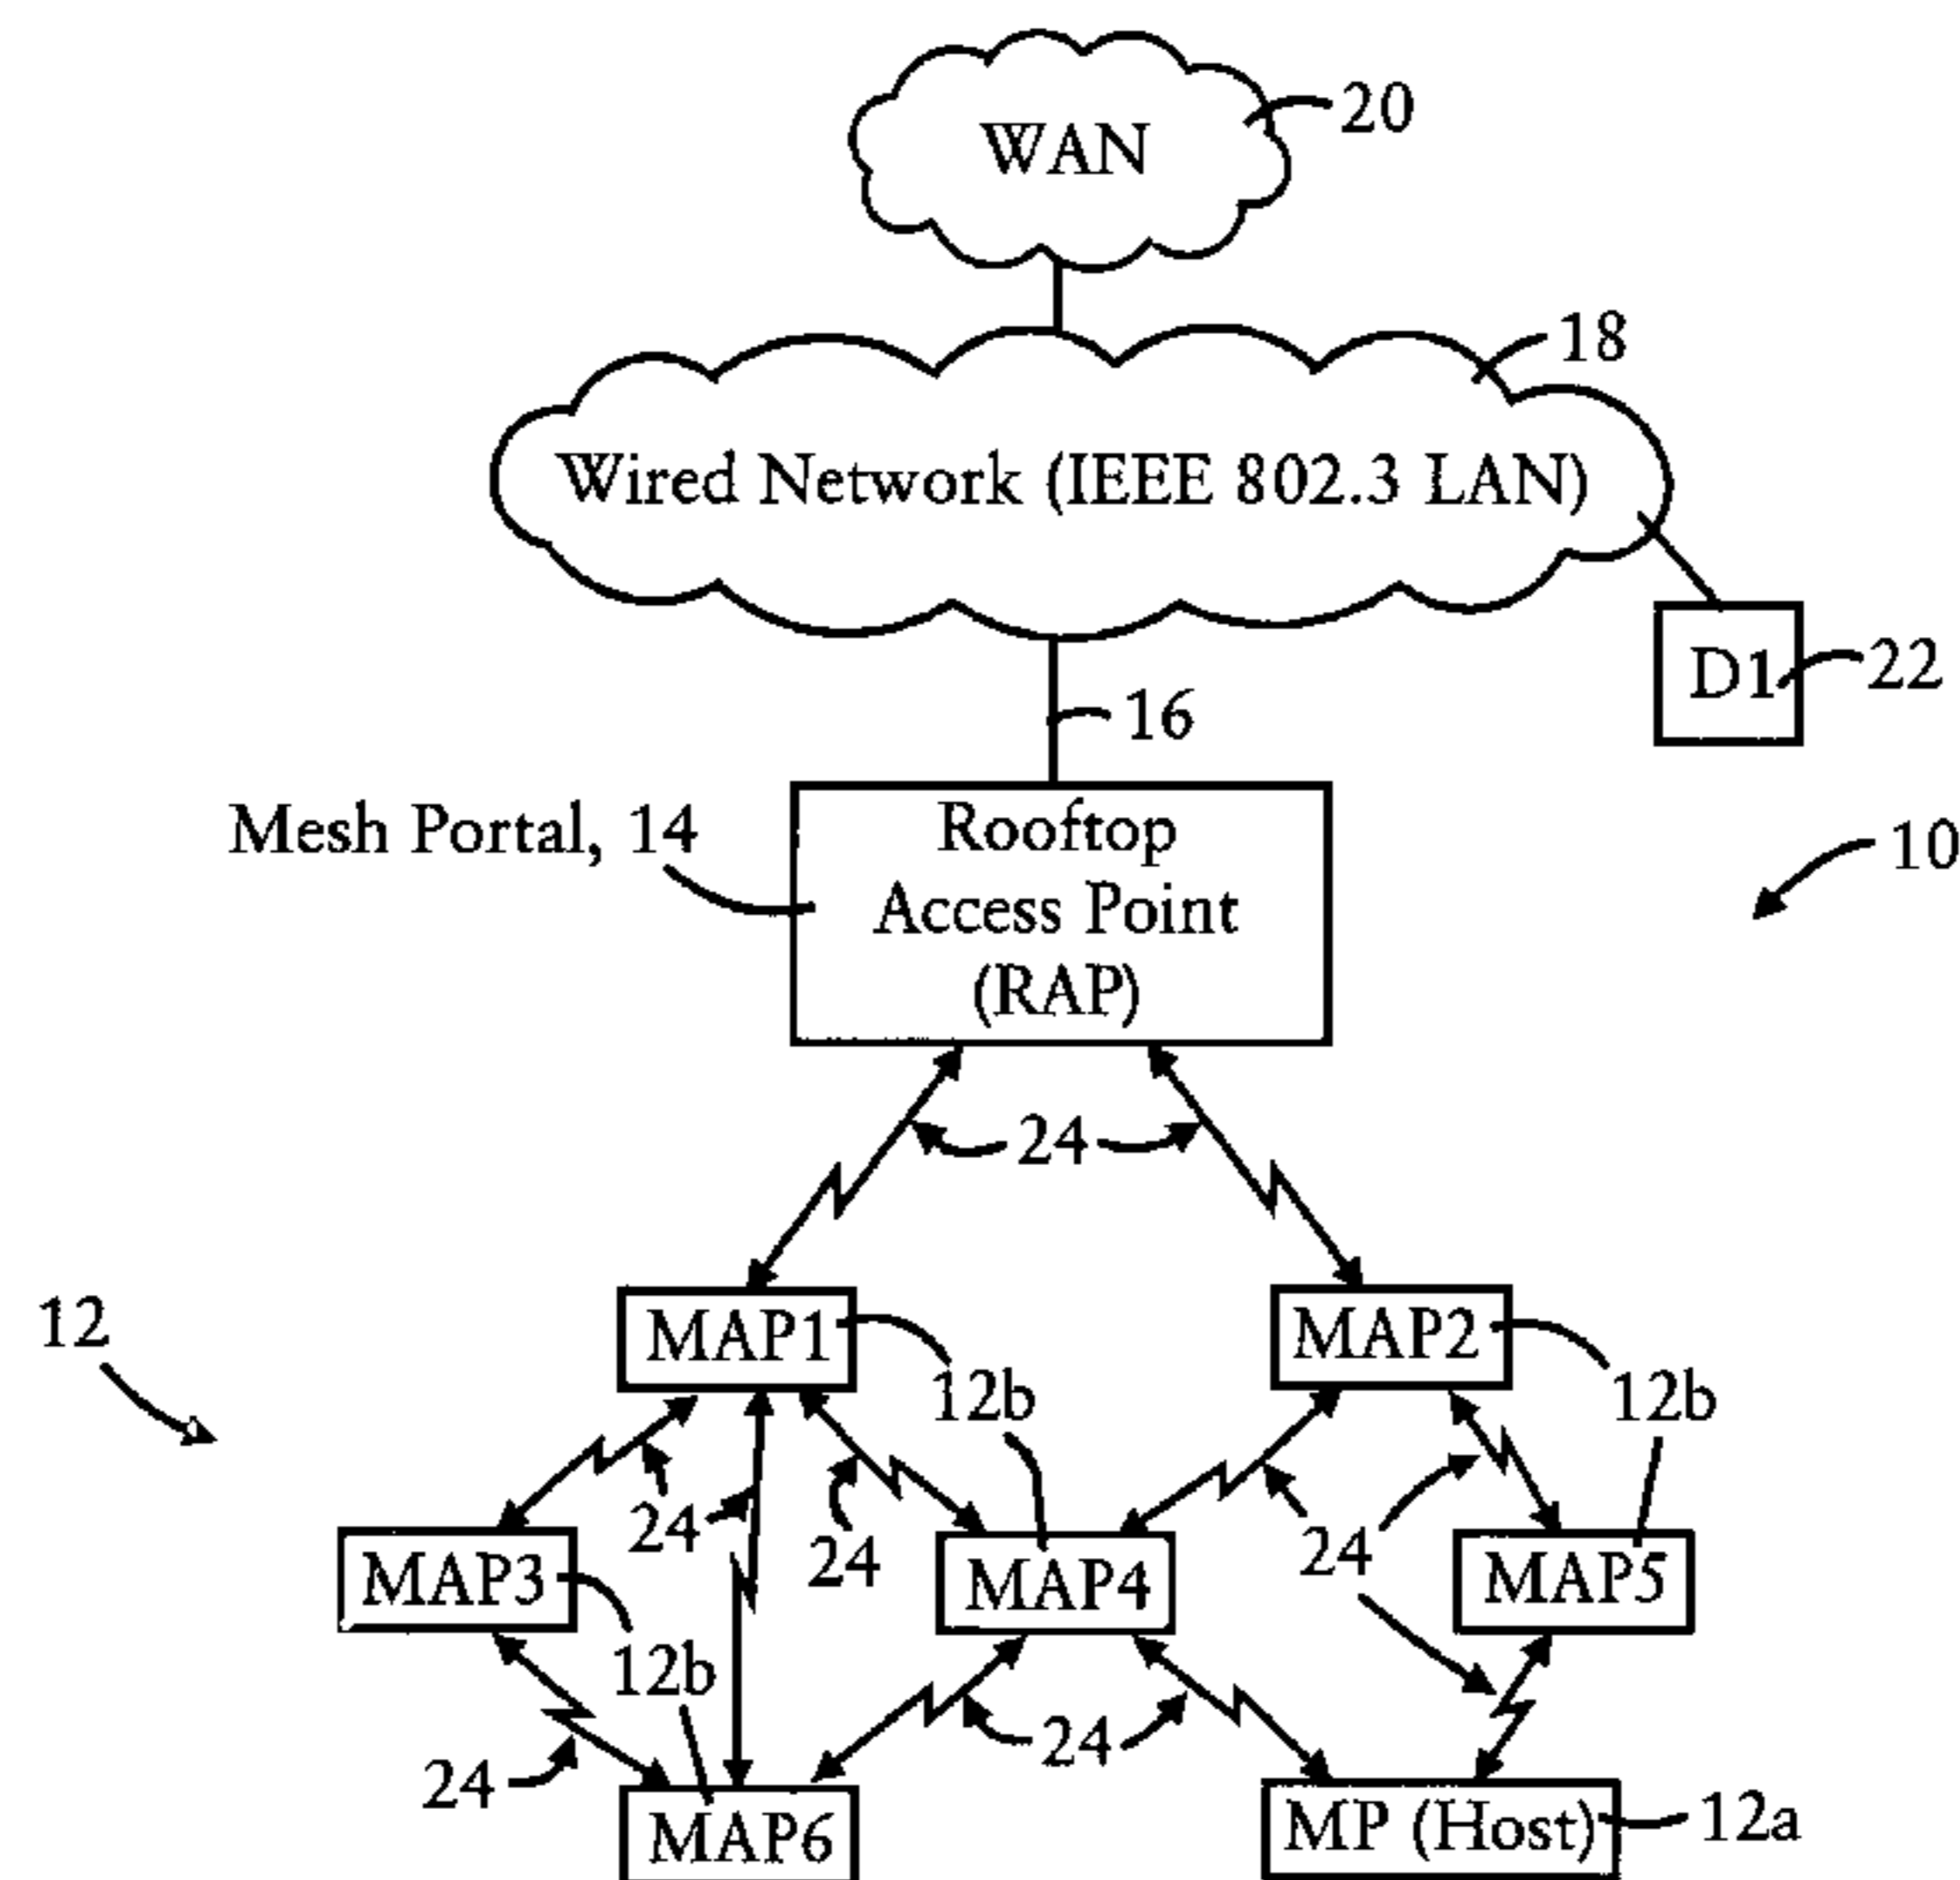 WAN
20
18
Wired Network (IEEE 802.3 LAN)
D1
22
16
Mesh Portal, 14
Rooftop
Access Point
(RAP)
10
24
12
MAP1
MAP2
12b
12b
24
24
24
MAP3
MAP4
MAP5
12b
24
24
MAP6
MP (Host)
12a